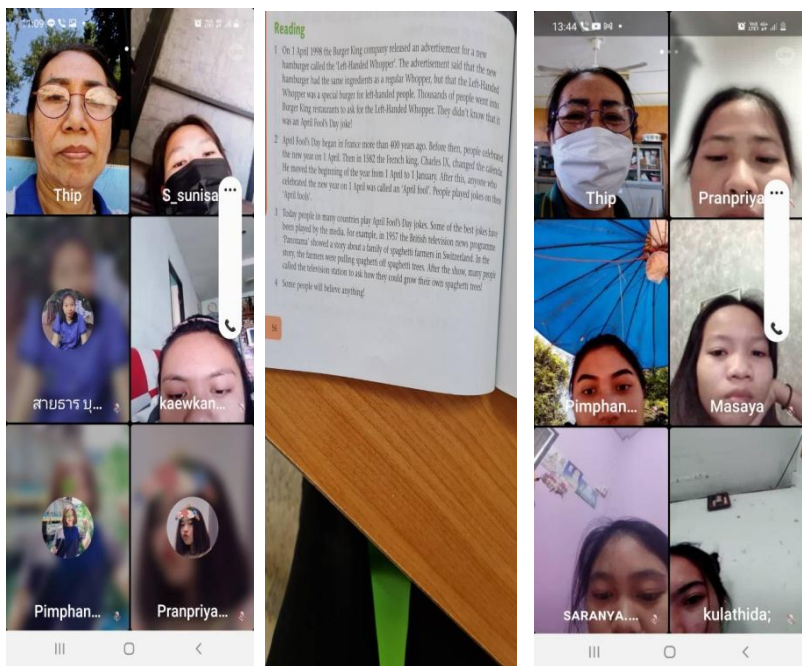 11:09
Thip
S_sunisa
สายธาร บุ...
kaewkan...
Pimphan...
Pranpriya...
Reading
1 On 1 April 1998 the Burger King company released an advertisement for a new
hamburger called the 'Left-Handed Whopper'. The advertisement said that the new
hamburger had the same ingredients as a regular Whopper, but that the Left-Handed
Whopper was a special burger for left-handed people. Thousands of people went into
Burger King restaurants to ask for the Left-Handed Whopper. They didn't know that it
was an April Fool's Day joke!
2 April Fool's Day began in France more than 400 years ago. Before then, people celebrated
the new year on 1 April. Then in 1582 the French king, Charles IX, changed the calendar.
He moved the beginning of the year from 1 April to 1 January. After this, anyone who
celebrated the new year on 1 April was called an 'April fool'. People played jokes on these
'April fools'.
3 Today people in many countries play April Fool's Day jokes. Some of the best jokes have
been played by the media. For example, in 1957 the British television news programme
'Panorama' showed a story about a family of spaghetti farmers in Switzerland. In the
story, the farmers were pulling spaghetti off spaghetti trees. After the show, many people
called the television station to ask how they could grow their own spaghetti trees!
4 Some people will believe anything!
13:44
Thip
Pranpriya
Pimphan...
Masaya
SARANYA....
kulathida;